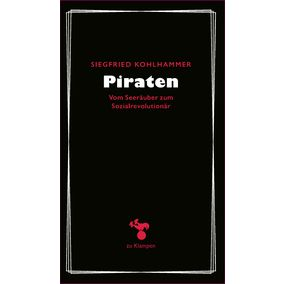 SIEGFRIED KOHLHAMMER
Piraten
Vom Seeräuber zum
Sozialrevolutionär
zu Klampen